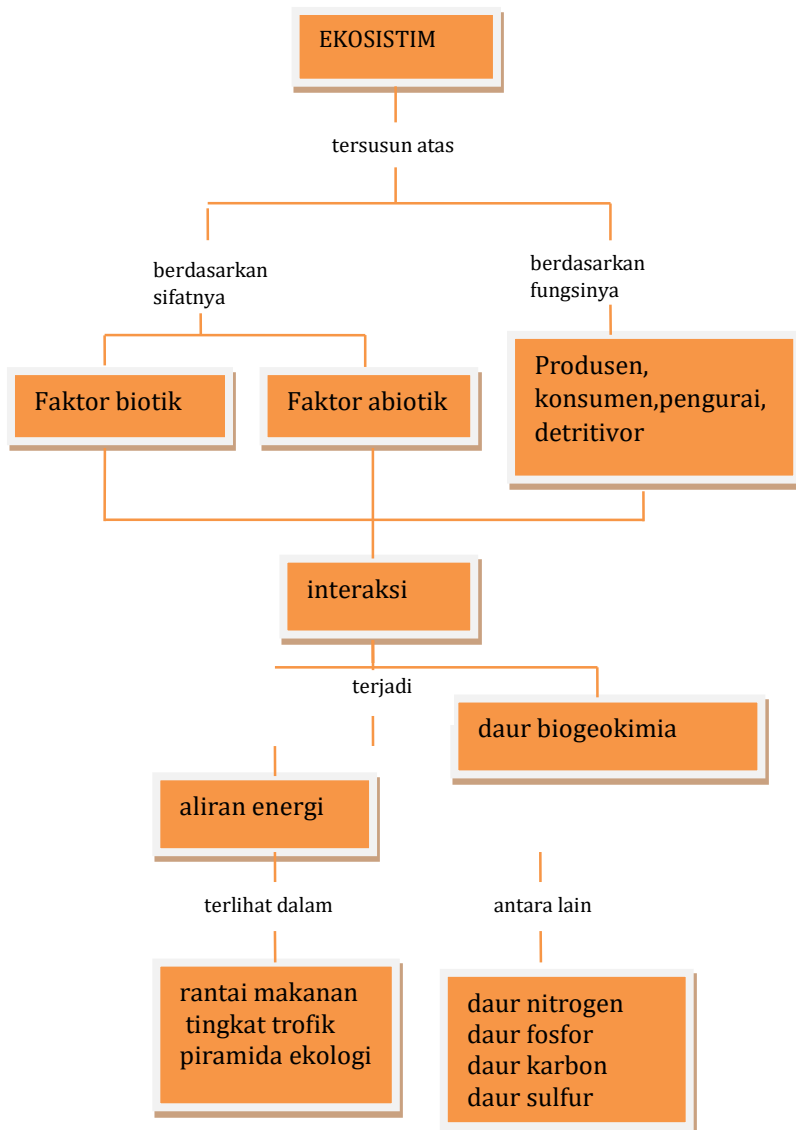 EKOSISTIM
tersusun atas
berdasarkan
sifatnya
berdasarkan
fungsinya
Faktor biotik
Faktor abiotik
Produsen,
konsumen,pengurai,
detritivor
interaksi
terjadi
daur biogeokimia
aliran energi
terlihat dalam
antara lain
rantai makanan
tingkat trofik
piramida ekologi
daur nitrogen
daur fosfor
daur karbon
daur sulfur